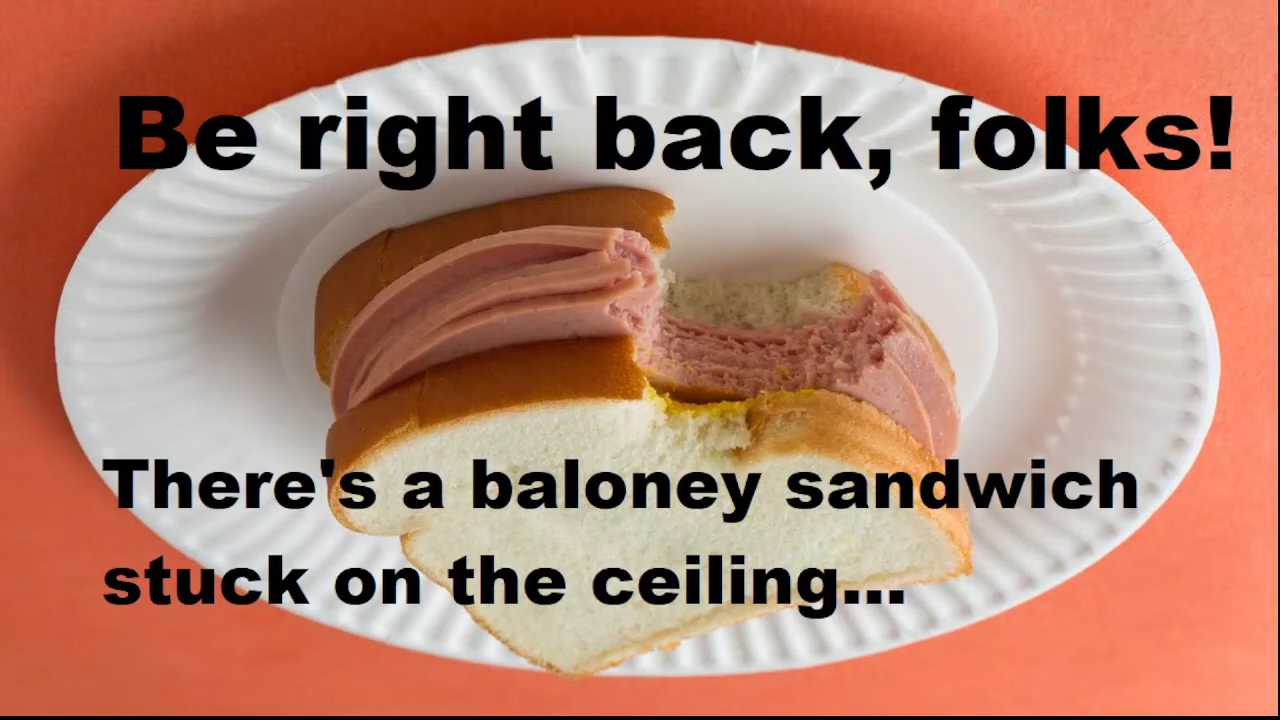 Be right back, folks!
There's a baloney sandwich
stuck on the ceiling...